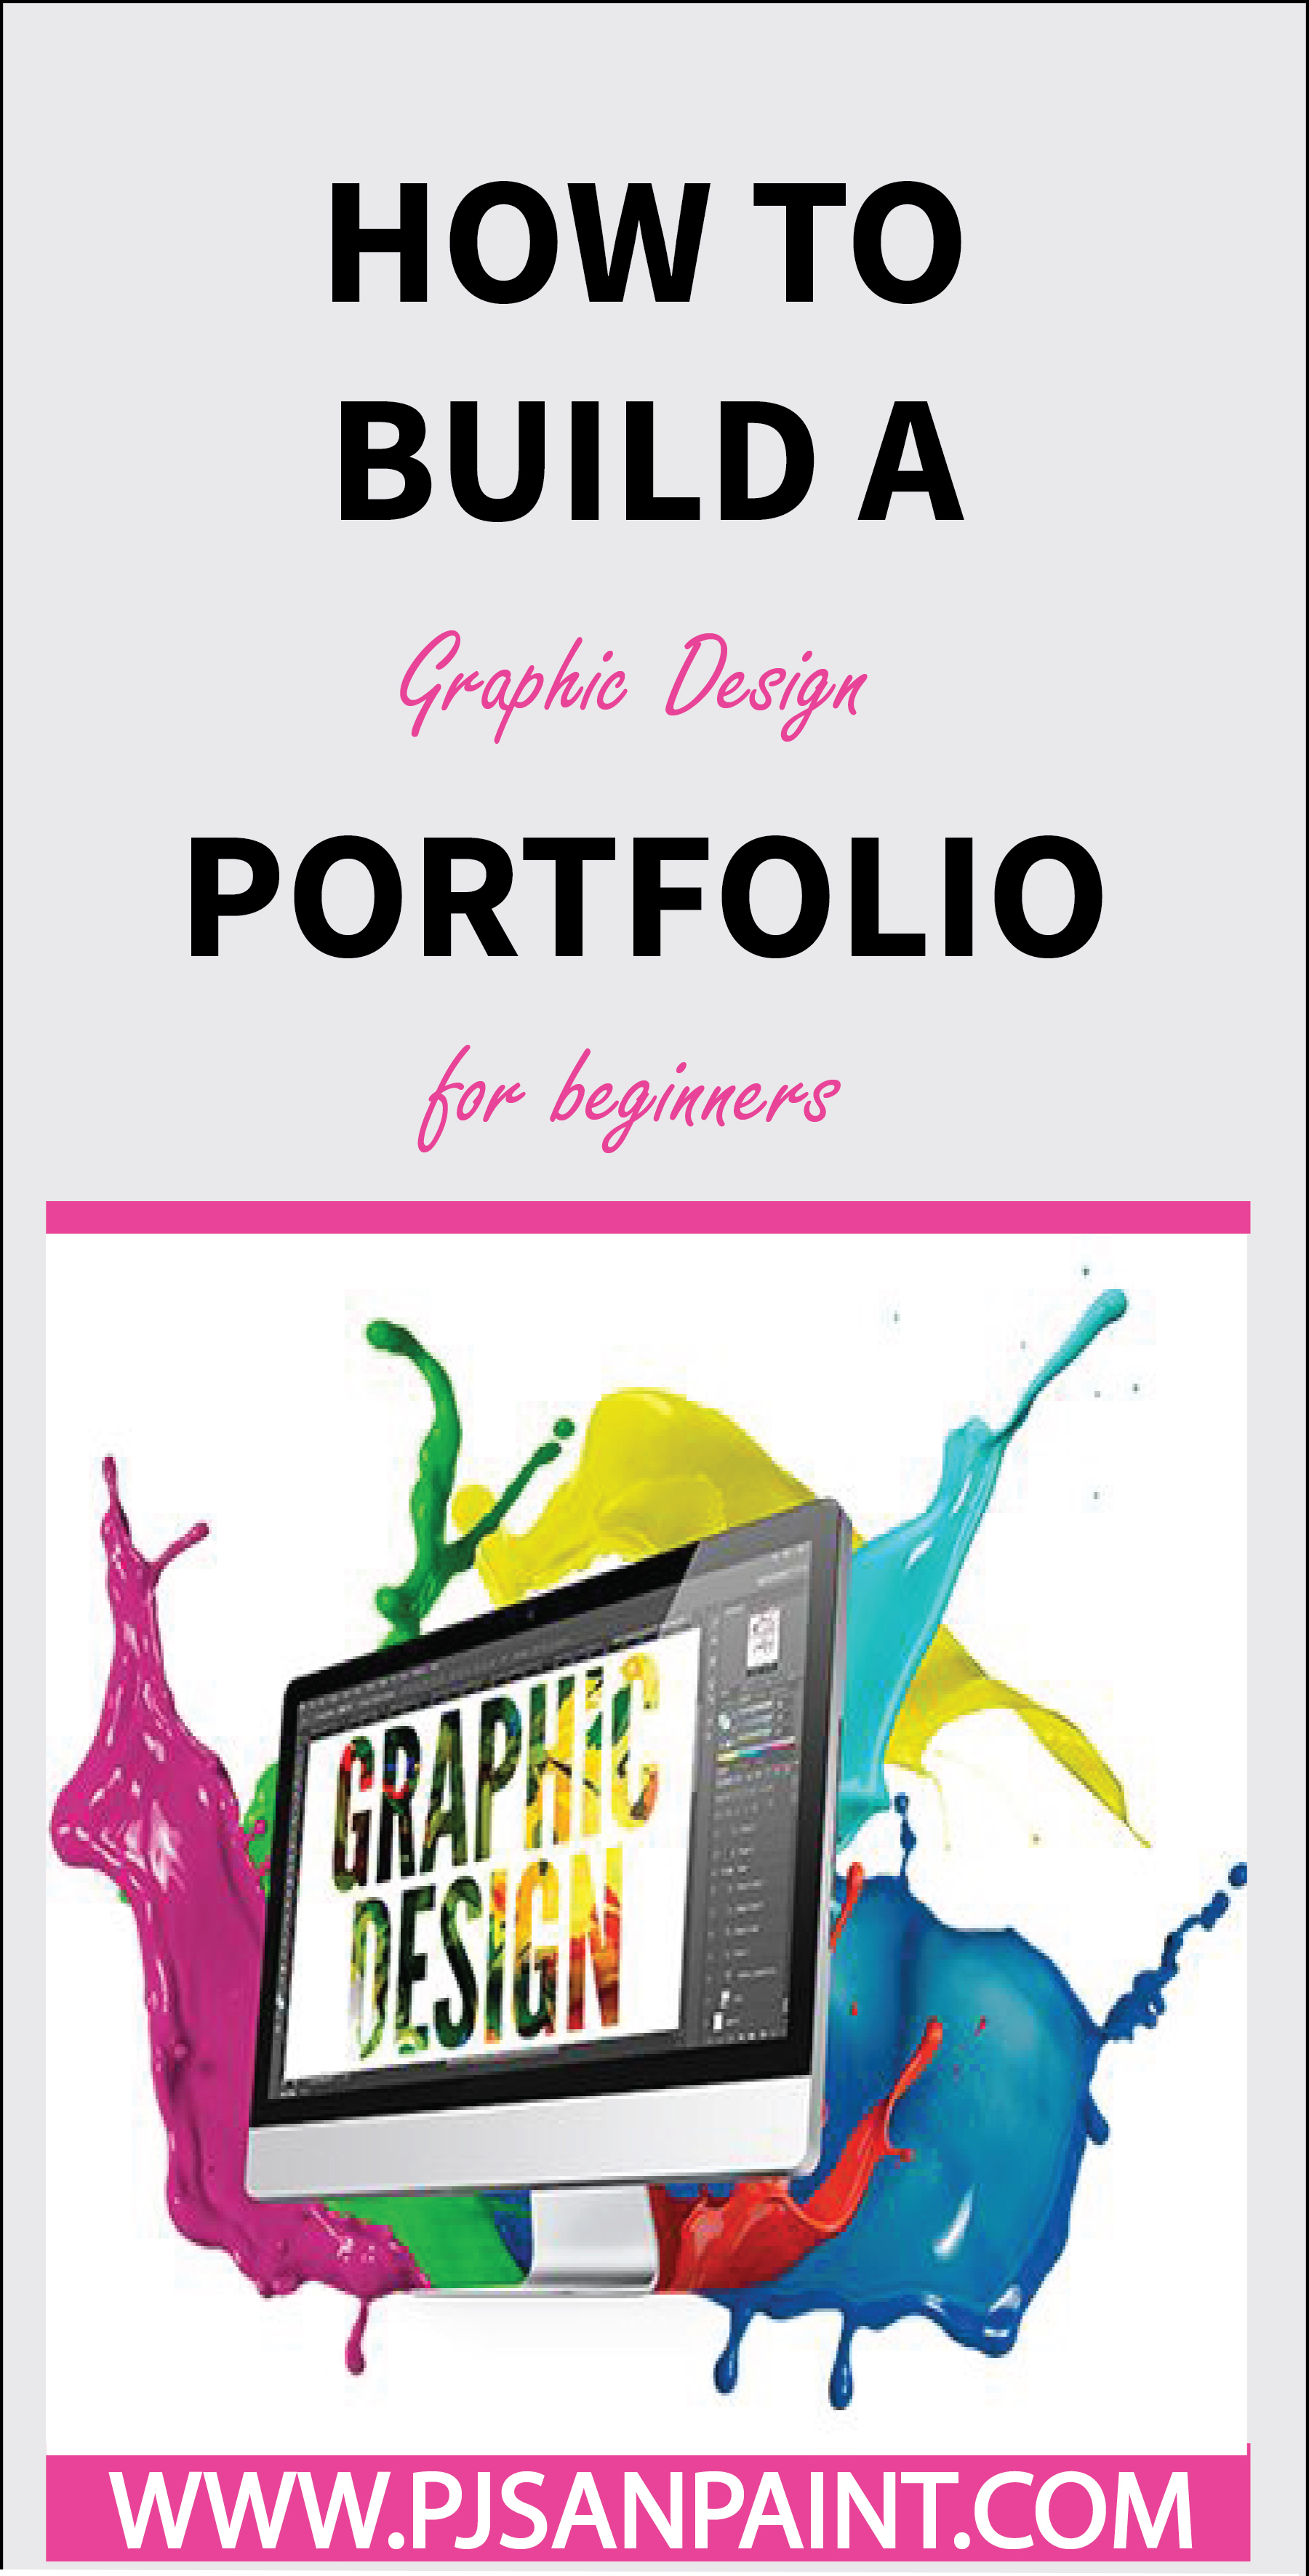 HOW TO
BUILD A
Graphic Design
PORTFOLIO
for beginners
GRAPHIC
DESIGN
WWW.PJSANPAINT.COM